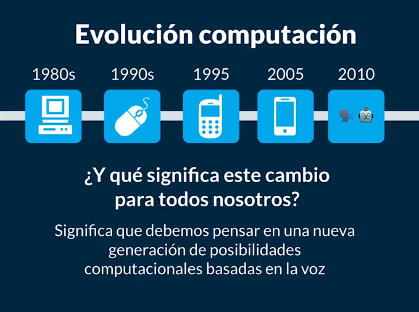 Evolución computación
1980s 1990s 1995 2005 2010
¿Y qué significa este cambio
para todos nosotros?
Significa que debemos pensar en una nueva
generación de posibilidades
computacionales basadas en la voz